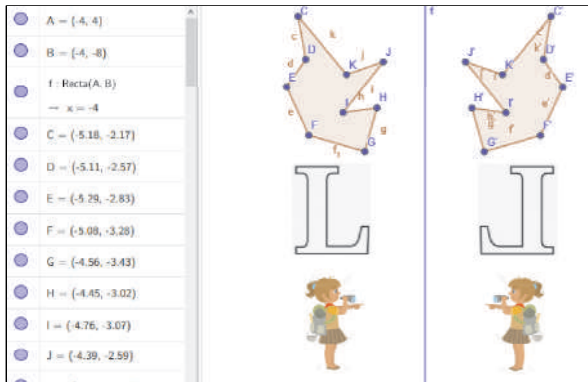 A = (-4, 4)
B = (-4, -8)
f : Recta(A, B)
→ x = -4
C = (-5.18, -2.17)
D = (-5.11, -2.57)
E = (-5.29, -2.83)
F = (-5.08, -3.28)
G = (-4.56, -3.43)
H = (-4.45, -3.02)
I = (-4.76, -3.07)
J = (-4.39, -2.59)
C k
c
D j J
d K
E i
I h H
e
F g
f₁ G
f
C'
c'
k' D'
J' K'
d' E'
H' I'
e'
g' f' F'
G'
L